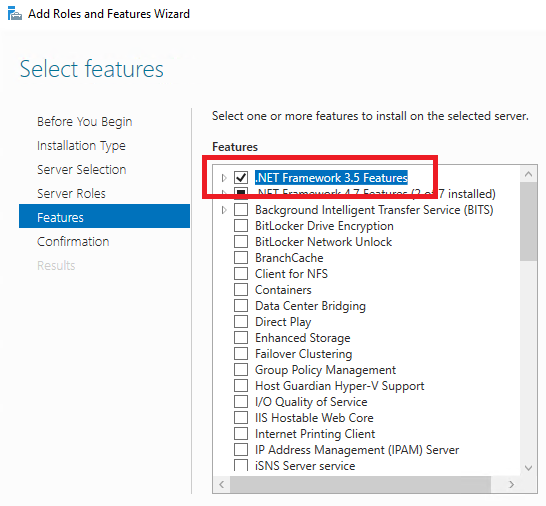 Add Roles and Features Wizard
Select features
Before You Begin
Installation Type
Server Selection
Server Roles
Features
Confirmation
Results
Select one or more features to install on the selected server.
Features
.NET Framework 3.5 Features
.NET Framework 4.7 Features (2 of 7 installed)
Background Intelligent Transfer Service (BITS)
BitLocker Drive Encryption
BitLocker Network Unlock
BranchCache
Client for NFS
Containers
Data Center Bridging
Direct Play
Enhanced Storage
Failover Clustering
Group Policy Management
Host Guardian Hyper-V Support
I/O Quality of Service
IIS Hostable Web Core
Internet Printing Client
IP Address Management (IPAM) Server
iSNS Server service